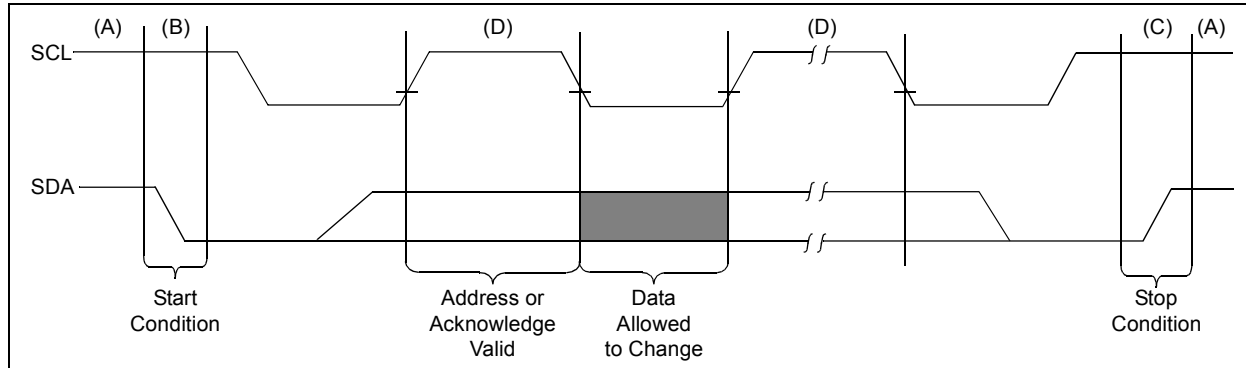 (A) (B) (D) (D) (C) (A)
SCL
SDA
Start
Condition
Address or
Acknowledge
Valid
Data
Allowed
to Change
Stop
Condition